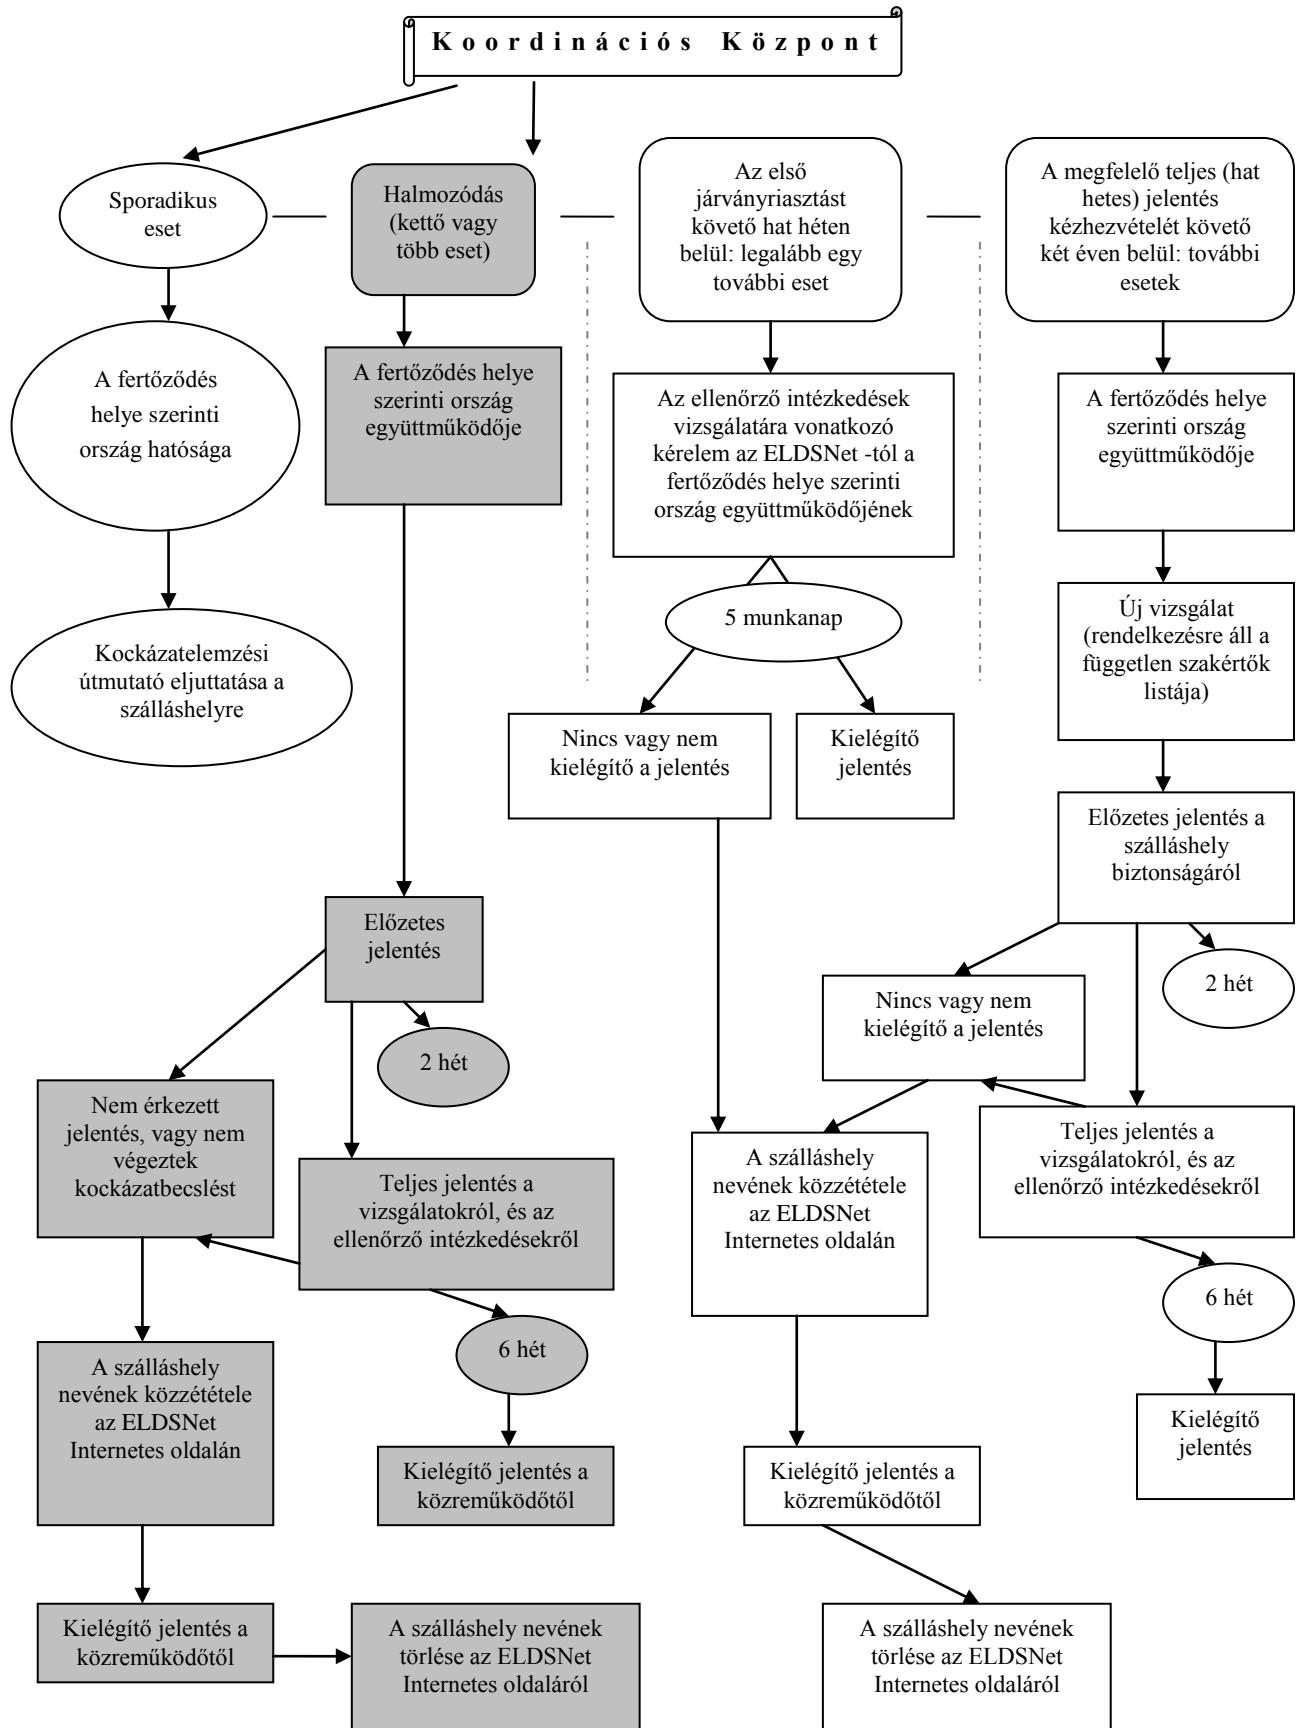 Koordinációs Központ
Sporadikus
eset
Halmozódás
(kettő vagy
több eset)
Az első
járványriasztást
követő hat héten
belül: legalább egy
további eset
A megfelelő teljes (hat
hetes) jelentés
kézhezvételét követő
két éven belül: további
esetek
A fertőződés
helye szerinti
ország hatósága
A fertőződés helye
szerinti ország
együttműködője
Az ellenőrző intézkedések
vizsgálatára vonatkozó
kérelem az ELDSNet -tól a
fertőződés helye szerinti
ország együttműködőjének
A fertőződés helye
szerinti ország
együttműködője
Kockázatelemzési
útmutató eljuttatása a
szálláshelyre
5 munkanap
Új vizsgálat
(rendelkezésre áll a
független szakértők
listája)
Nincs vagy nem
kielégítő a jelentés
Kielégítő
jelentés
Előzetes jelentés a
szálláshely
biztonságáról
Előzetes
jelentés
2 hét
Nincs vagy nem
kielégítő a jelentés
2 hét
Nem érkezett
jelentés, vagy nem
végeztek
kockázatbecslést
Teljes jelentés a
vizsgálatokról, és az
ellenőrző intézkedésekről
A szálláshely
nevének közzététele
az ELDSNet
Internetes oldalán
Teljes jelentés a
vizsgálatokról, és az
ellenőrző intézkedésekről
6 hét
6 hét
A szálláshely
nevének közzététele
az ELDSNet
Internetes oldalán
Kielégítő jelentés a
közreműködőtől
Kielégítő jelentés a
közreműködőtől
Kielégítő
jelentés
Kielégítő jelentés a
közreműködőtől
A szálláshely nevének
törlése az ELDSNet
Internetes oldaláról
A szálláshely nevének
törlése az ELDSNet
Internetes oldaláról